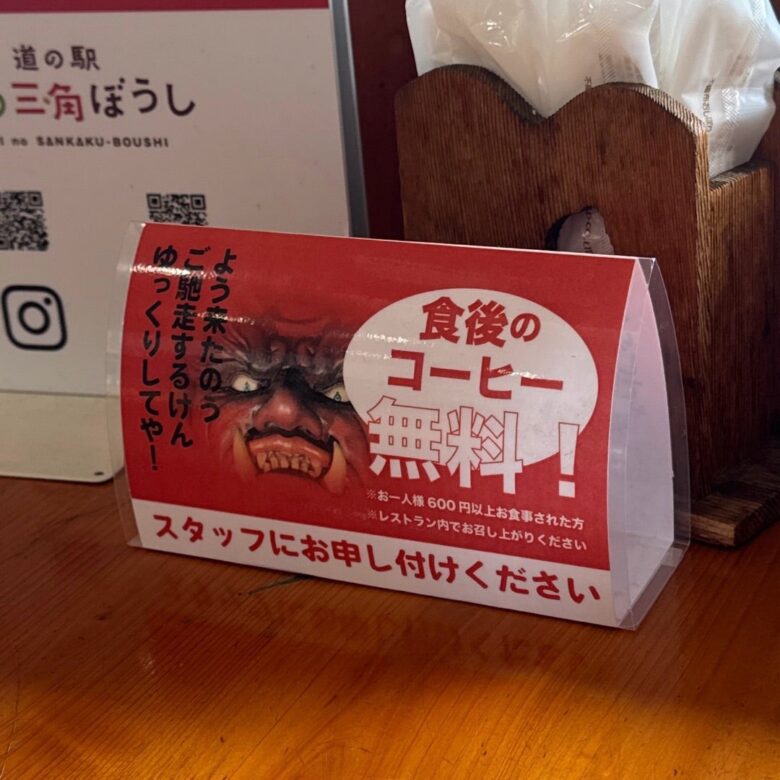 道の駅
三角ぼうし
no SANKAKU-BOUSHI
よう来たのう
ご馳走するけん
ゆっくりしてや！
食後の
コーヒー
無料！
※お一人様600円以上お食事された方
※レストラン内でお召し上がりください
スタッフにお申し付けください